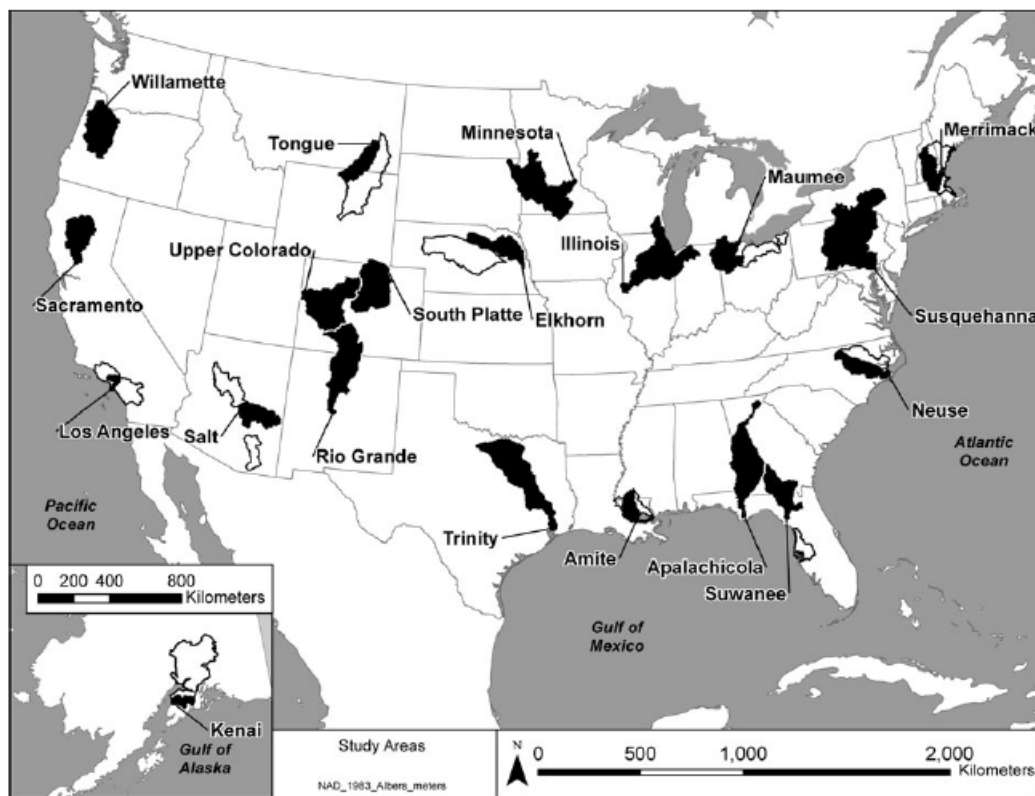 Willamette
Tongue
Minnesota
Merrimack
Maumee
Upper Colorado
Illinois
Sacramento
South Platte
Elkhorn
Susquehanna
Los Angeles
Salt
Rio Grande
Neuse
Atlantic
Ocean
Pacific
Ocean
Trinity
Amite
Apalachicola
Suwanee
Gulf of
Mexico
0 200 400 800
Kilometers
Kenai
Gulf of
Alaska
Study Areas
NAD_1983_Albers_meters
N
0 500 1,000 2,000
Kilometers